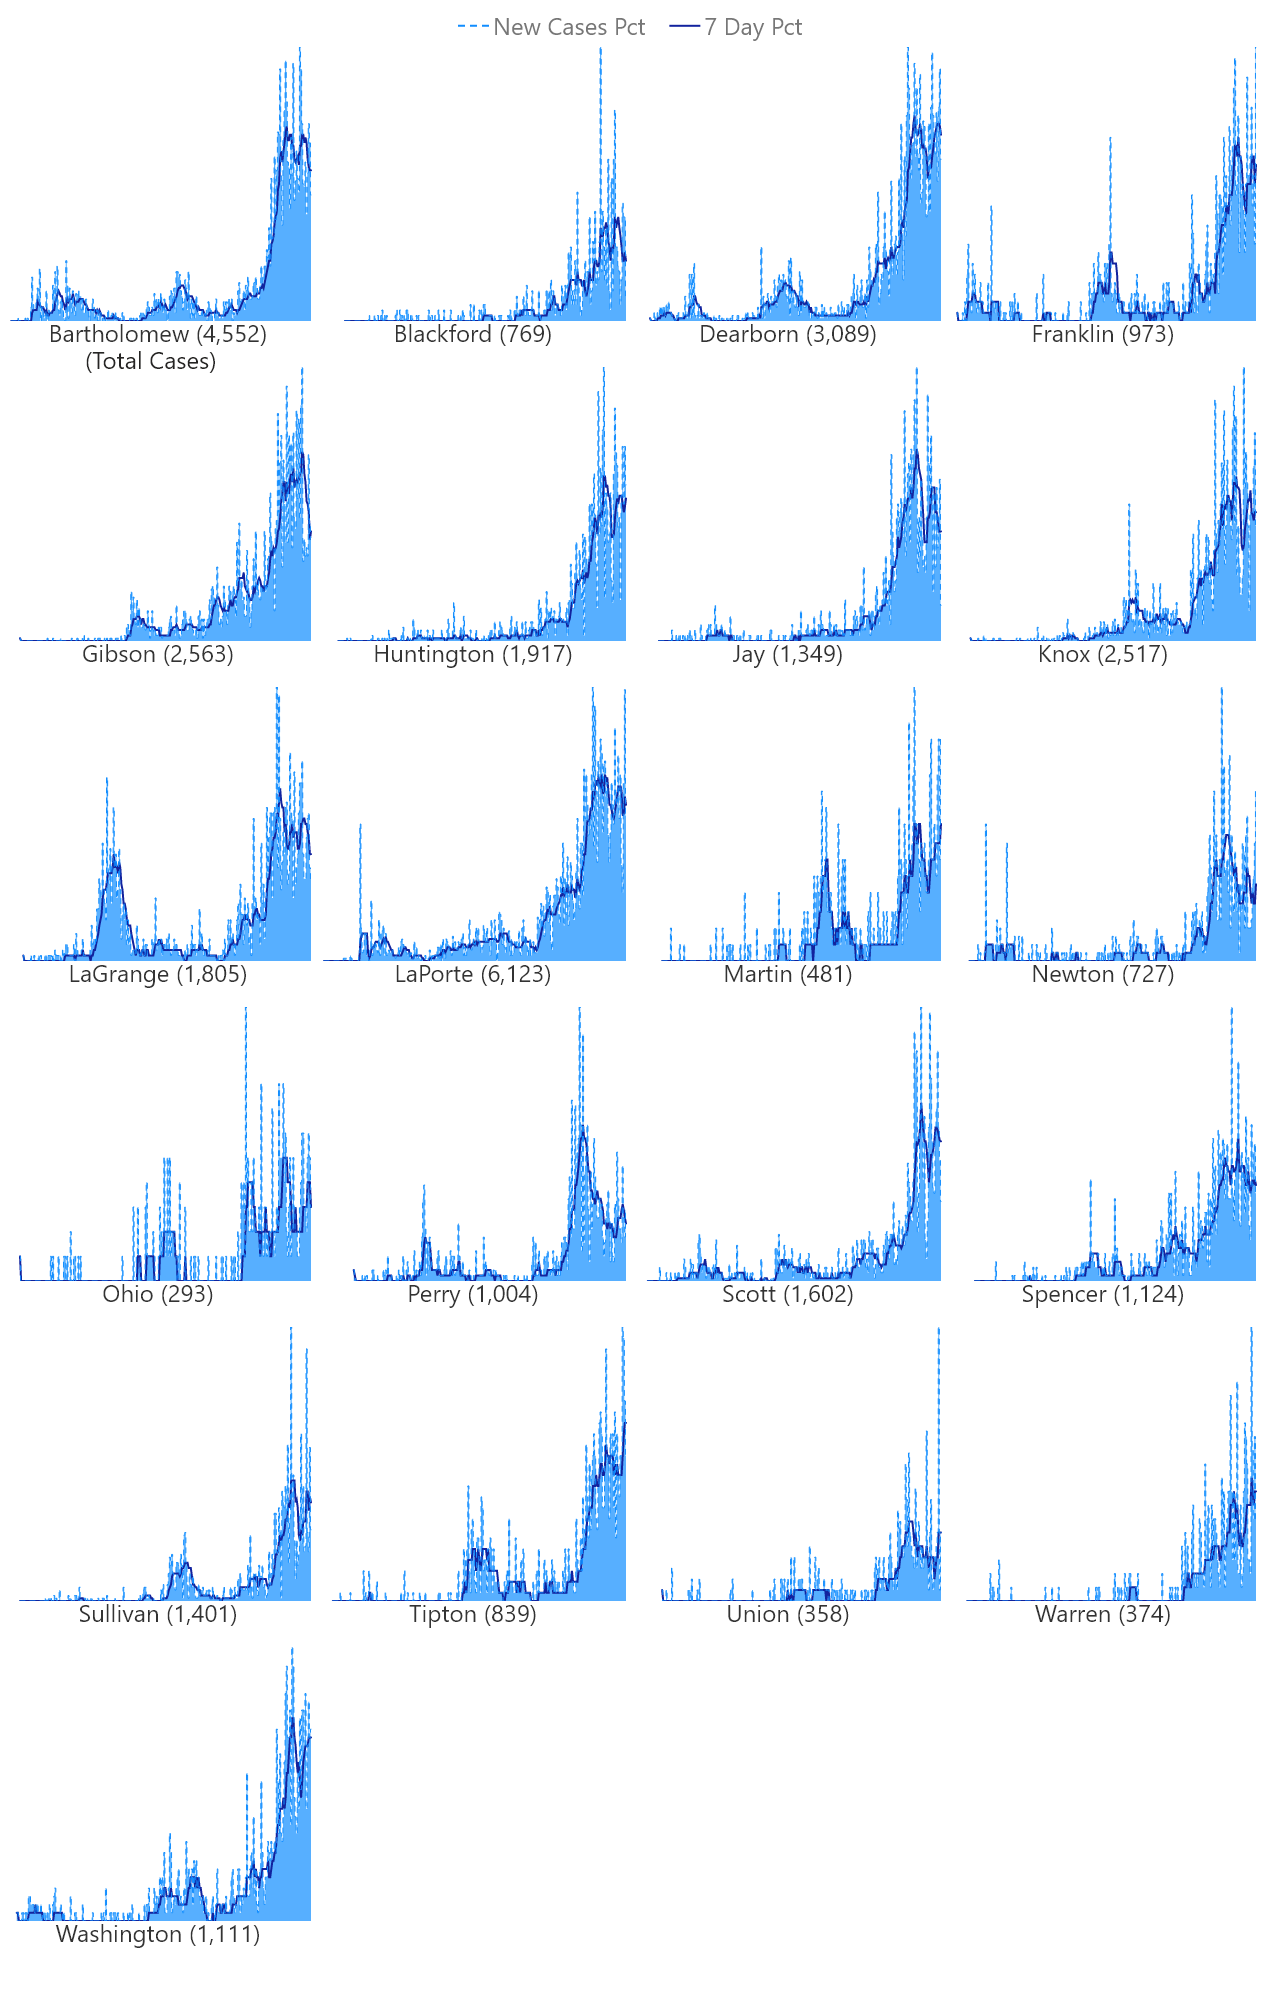 New Cases Pct 7 Day Pct
Bartholomew (4,552)
(Total Cases)
Blackford (769)
Dearborn (3,089)
Franklin (973)
Gibson (2,563)
Huntington (1,917)
Jay (1,349)
Knox (2,517)
LaGrange (1,805)
LaPorte (6,123)
Martin (481)
Newton (727)
Ohio (293)
Perry (1,004)
Scott (1,602)
Spencer (1,124)
Sullivan (1,401)
Tipton (839)
Union (358)
Warren (374)
Washington (1,111)